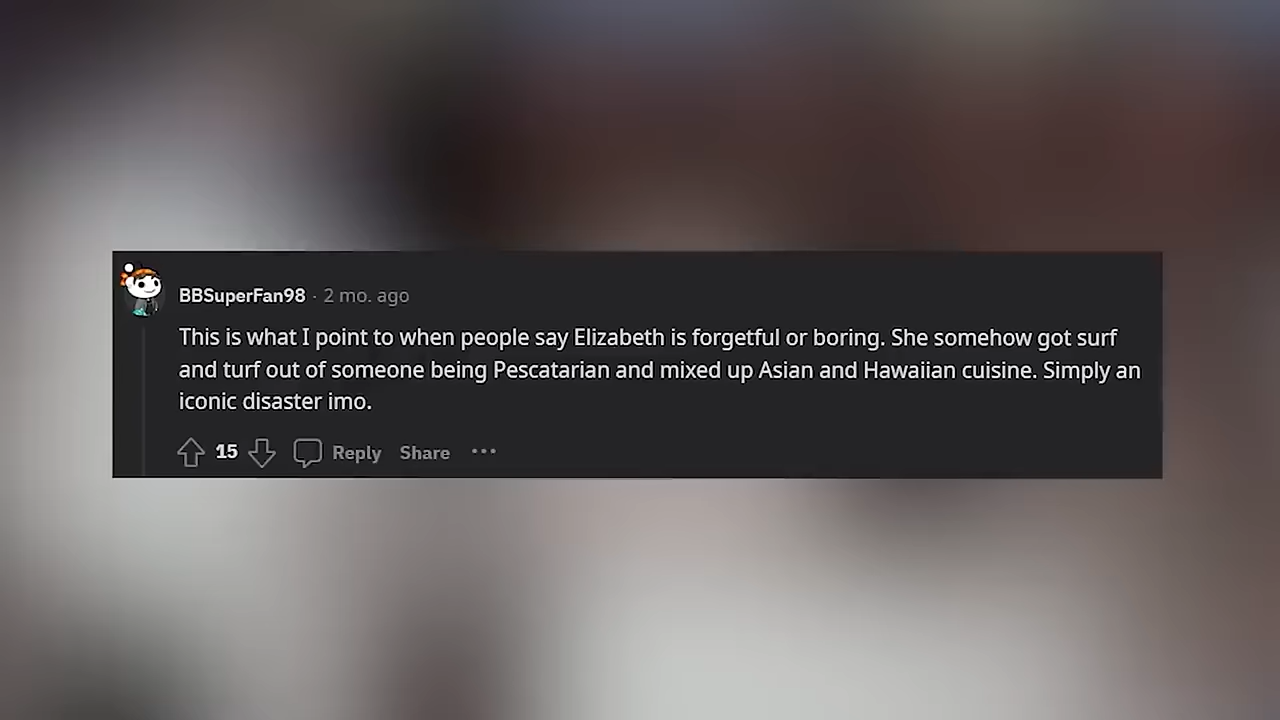 BBSuperFan98 · 2 mo. ago
This is what I point to when people say Elizabeth is forgetful or boring. She somehow got surf
and turf out of someone being Pescatarian and mixed up Asian and Hawaiian cuisine. Simply an
iconic disaster imo.
15 Reply Share ···